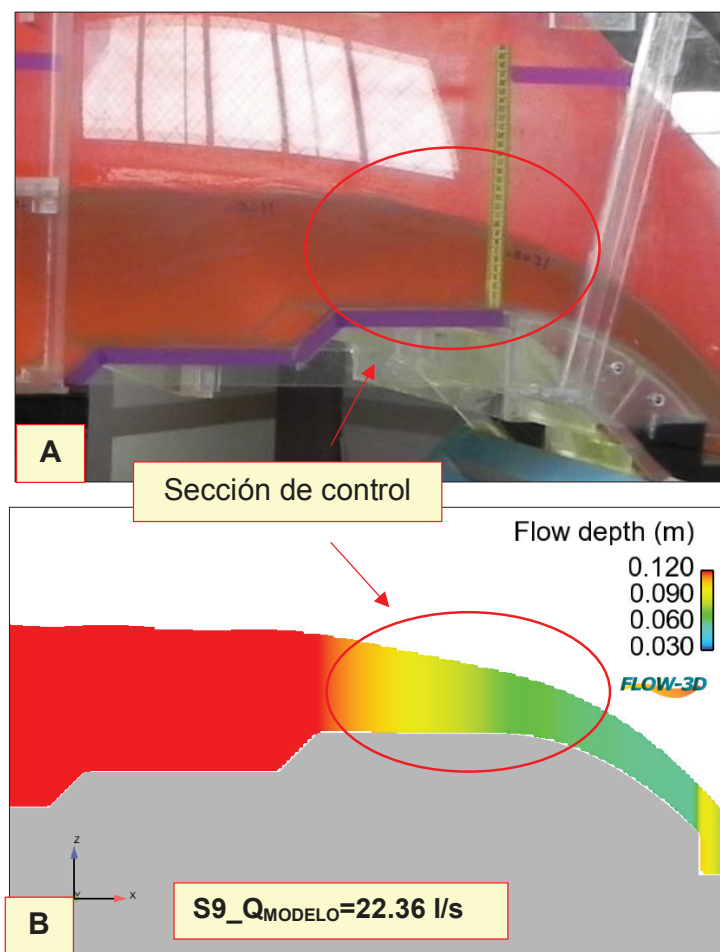 A
Sección de control
Flow depth (m)
0.120
0.090
0.060
0.030
FLOW-3D
z
x
B
S9_QMODELO=22.36 l/s